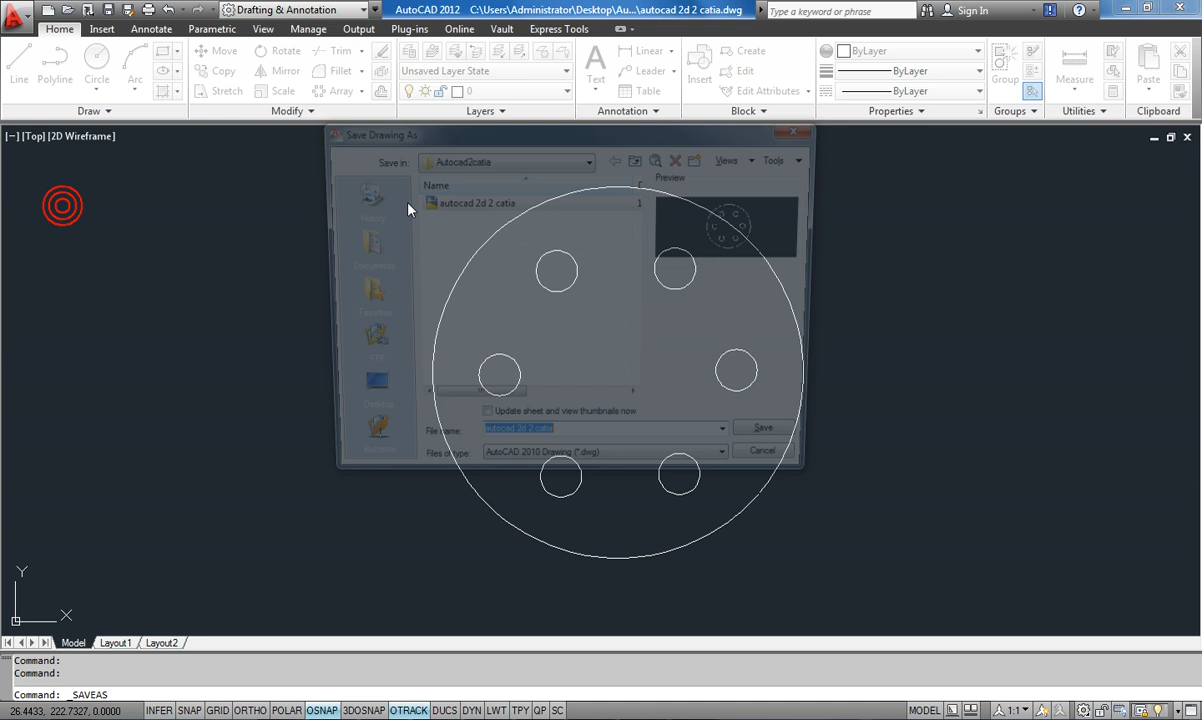 Drafting & Annotation
AutoCAD 2012 C:\Users\Administrator\Desktop\Au...\autocad 2d 2 catia.dwg
Type a keyword or phrase
Sign In
Home Insert Annotate Parametric View Manage Output Plug-ins Online Vault Express Tools
Line Polyline Circle Arc
Move Rotate Trim
Copy Mirror Fillet
Stretch Scale Array
Unsaved Layer State
0
Text
Linear
Leader
Table
Insert
Create
Edit
Edit Attributes
ByLayer
ByLayer
ByLayer
Group
Measure
Paste
Draw Modify Layers Annotation Block Properties Groups Utilities Clipboard
[−] [Top] [2D Wireframe]
Save Drawing As
Save in: Autocad2catia Views Tools
Name
Preview
autocad 2d 2 catia 1
History
Documents
Favorites
FTP
Desktop
Update sheet and view thumbnails now
File name: autocad 2d 2 catia Save
Files of type: AutoCAD 2010 Drawing (*.dwg) Cancel
Y
X
Model Layout1 Layout2
Command:
Command:
Command: _SAVEAS
26.4433, 222.7327, 0.0000 INFER SNAP GRID ORTHO POLAR OSNAP 3DOSNAP OTRACK DUCS DYN LWT TPY QP SC MODEL 1:1